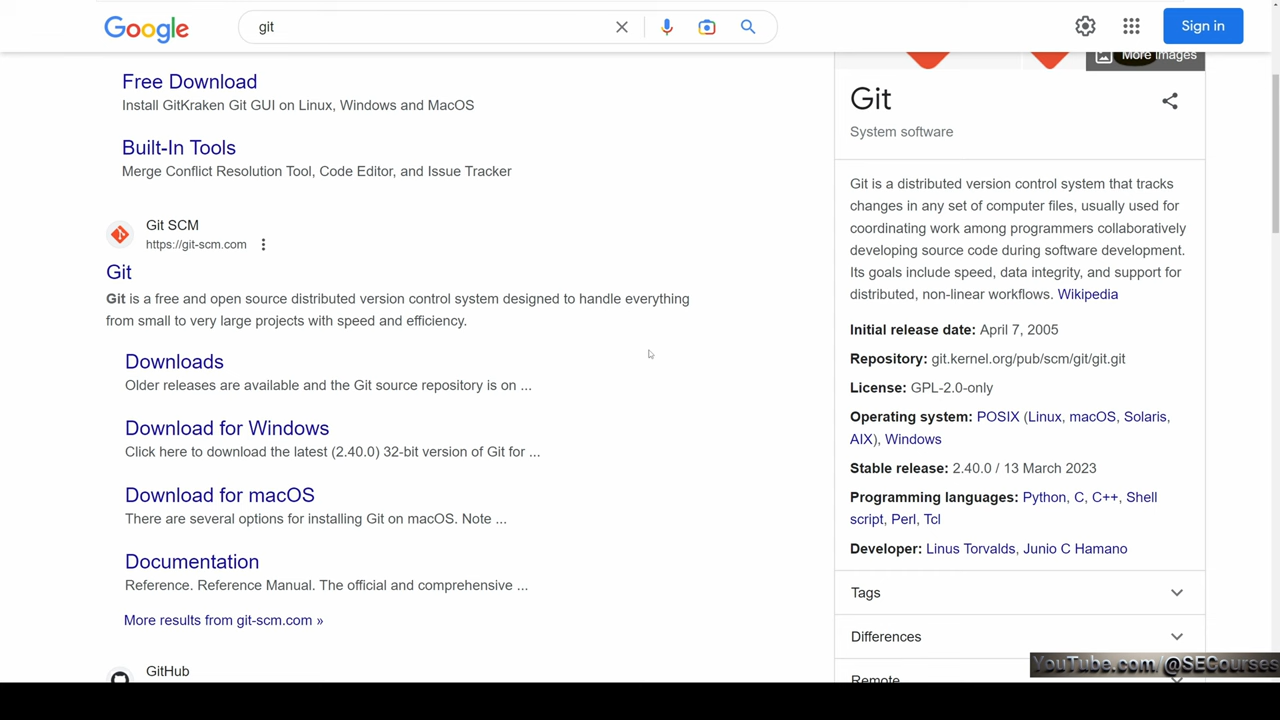 Google
git
Sign in
Free Download
Install GitKraken Git GUI on Linux, Windows and MacOS
Built-In Tools
Merge Conflict Resolution Tool, Code Editor, and Issue Tracker
Git SCM
https://git-scm.com
Git
Git is a free and open source distributed version control system designed to handle everything
from small to very large projects with speed and efficiency.
Downloads
Older releases are available and the Git source repository is on ...
Download for Windows
Click here to download the latest (2.40.0) 32-bit version of Git for ...
Download for macOS
There are several options for installing Git on macOS. Note ...
Documentation
Reference. Reference Manual. The official and comprehensive ...
More results from git-scm.com »
GitHub
More images
Git
System software
Git is a distributed version control system that tracks
changes in any set of computer files, usually used for
coordinating work among programmers collaboratively
developing source code during software development.
Its goals include speed, data integrity, and support for
distributed, non-linear workflows. Wikipedia
Initial release date: April 7, 2005
Repository: git.kernel.org/pub/scm/git/git.git
License: GPL-2.0-only
Operating system: POSIX (Linux, macOS, Solaris,
AIX), Windows
Stable release: 2.40.0 / 13 March 2023
Programming languages: Python, C, C++, Shell
script, Perl, Tcl
Developer: Linus Torvalds, Junio C Hamano
Tags
Differences
Remote
YouTube.com/@SECourses